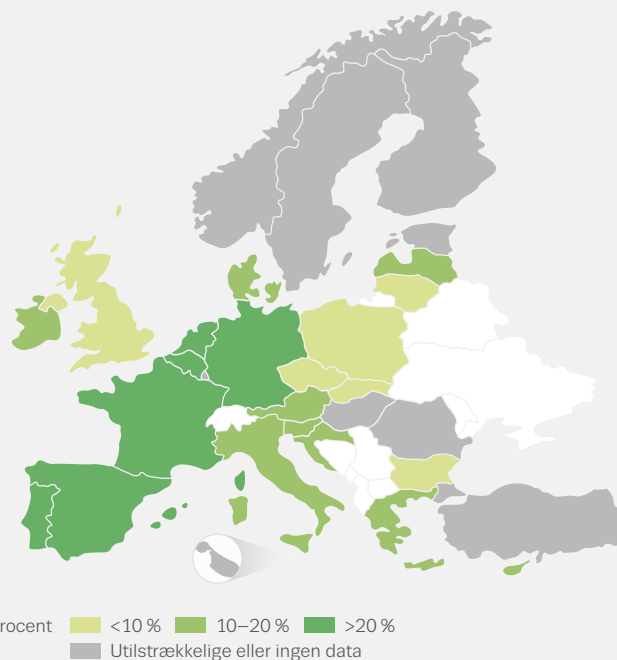 rocent <10 % 10–20 % >20 %
Utilstrækkelige eller ingen data